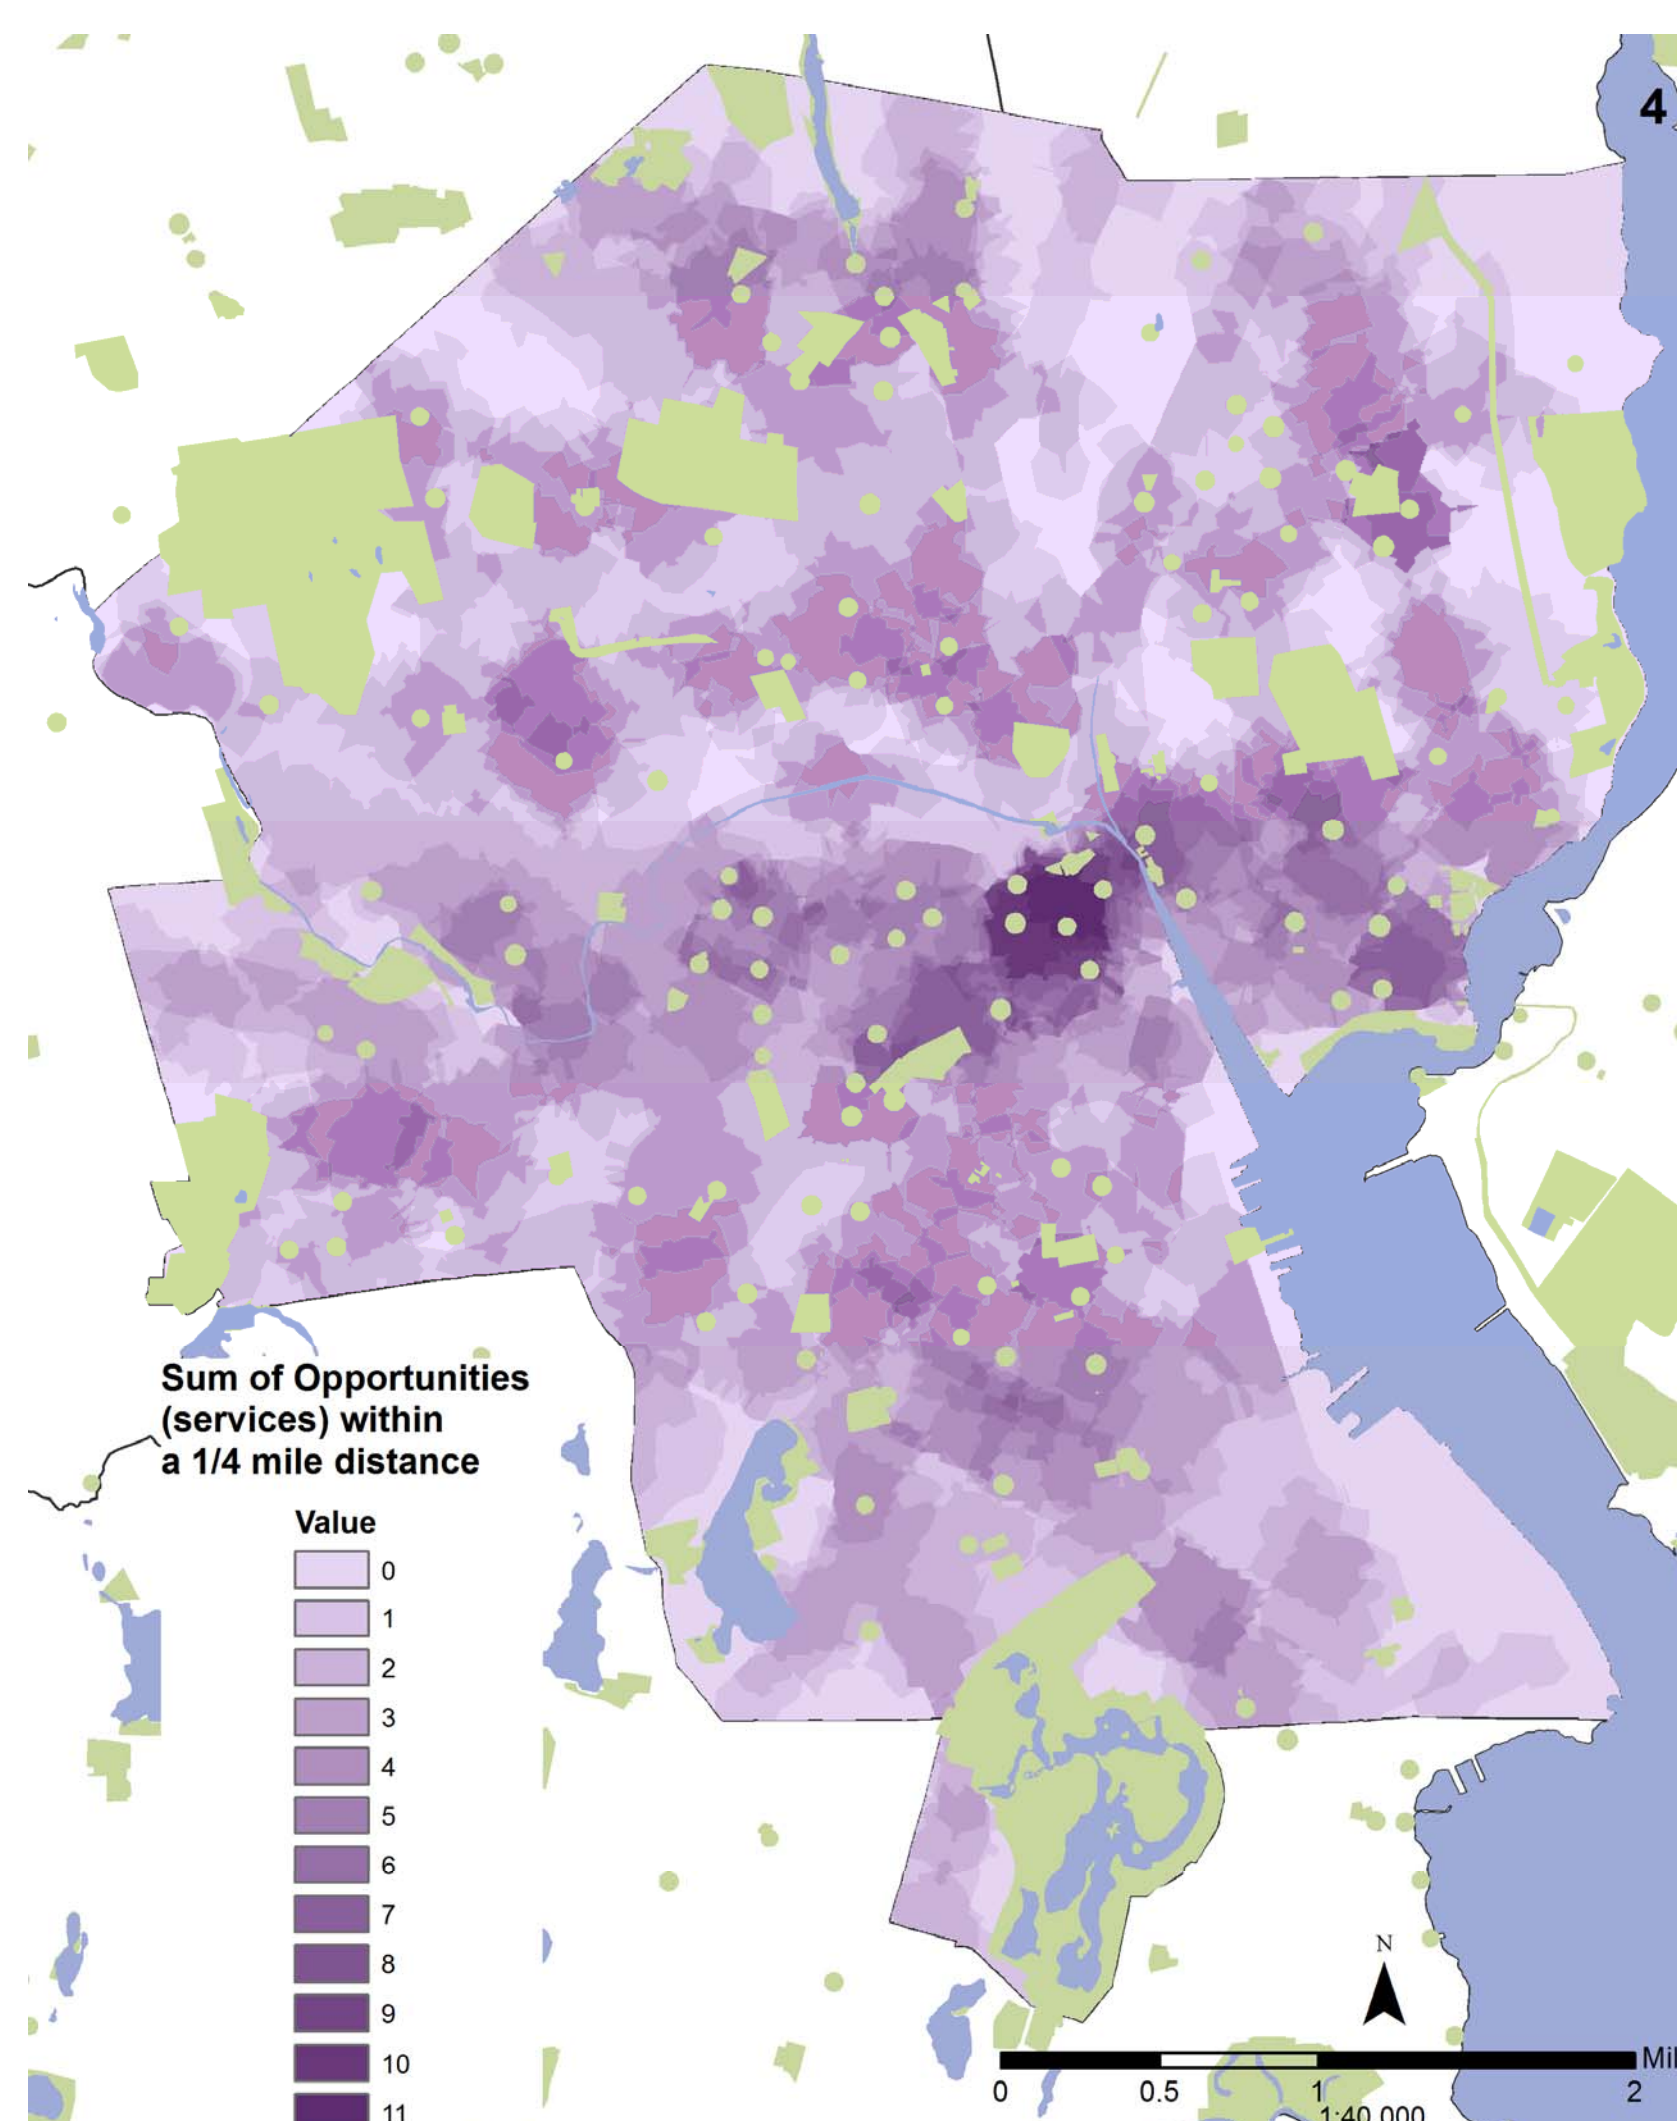 4
Sum of Opportunities
(services) within
a 1/4 mile distance
Value
0
1
2
3
4
5
6
7
8
9
10
11
N
Mil
0 0.5 1 2
1:40,000